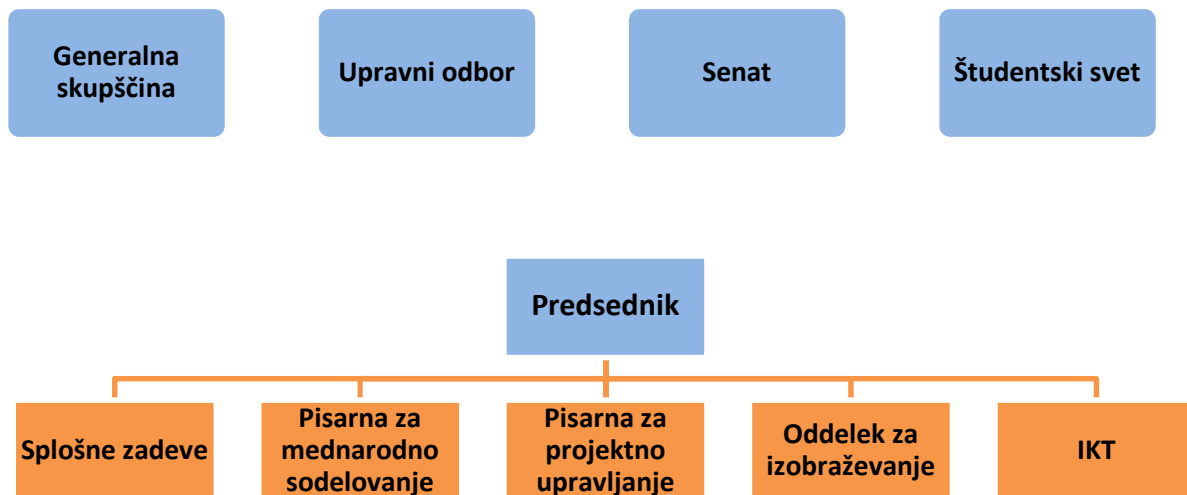 Generalna
skupščina
Upravni odbor
Senat
Študentski svet
Predsednik
Splošne zadeve
Pisarna za
mednarodno
sodelovanje
Pisarna za
projektno
upravljanje
Oddelek za
izobraževanje
IKT